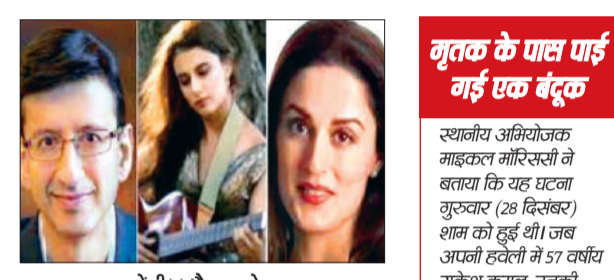 मृतक के पास पाई
गई एक बंदूक
स्थानीय अभियोजक
माइकल मॉरिससी ने
बताया कि यह घटना
गुरुवार (28 दिसंबर)
शाम को हुई थी। जब
अपनी हवेली में 57 वर्षीय